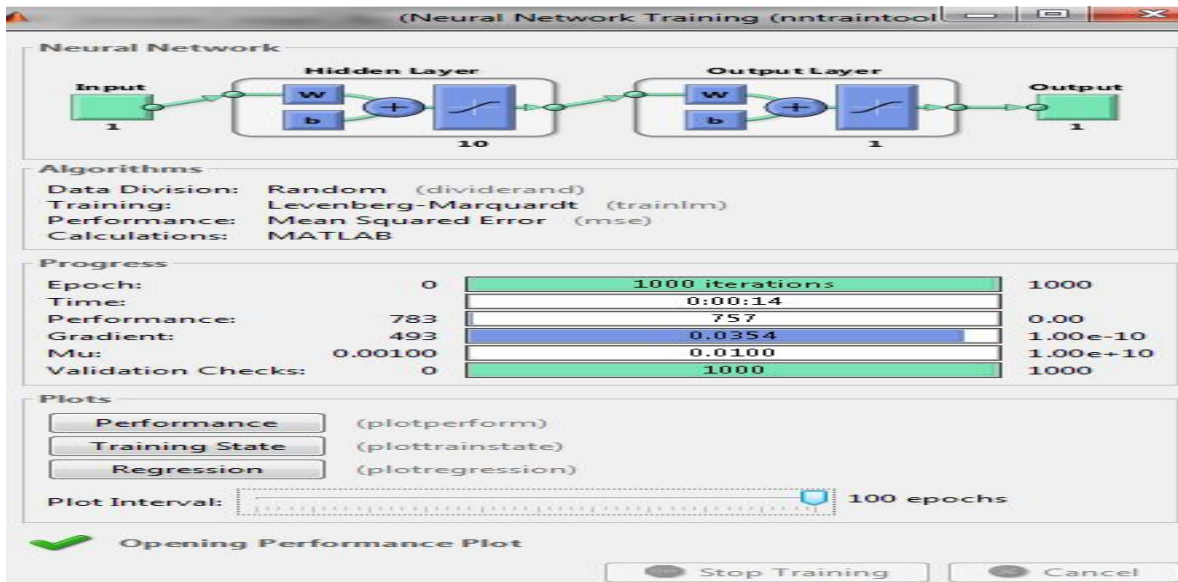 (Neural Network Training (nntraintool
Neural Network
Hidden Layer
Output Layer
Input
Output
W
b
+
W
b
+
1
10
1
1
Algorithms
Data Division: Random (dividerand)
Training: Levenberg-Marquardt (trainlm)
Performance: Mean Squared Error (mse)
Calculations: MATLAB
Progress
Epoch: 0 1000 iterations 1000
Time: 0:00:14
Performance: 783 757 0.00
Gradient: 493 0.0354 1.00e-10
Mu: 0.00100 0.0100 1.00e+10
Validation Checks: 0 1000 1000
Plots
Performance (plotperform)
Training State (plottrainstate)
Regression (plotregression)
Plot Interval: 100 epochs
Opening Performance Plot
Stop Training Cancel